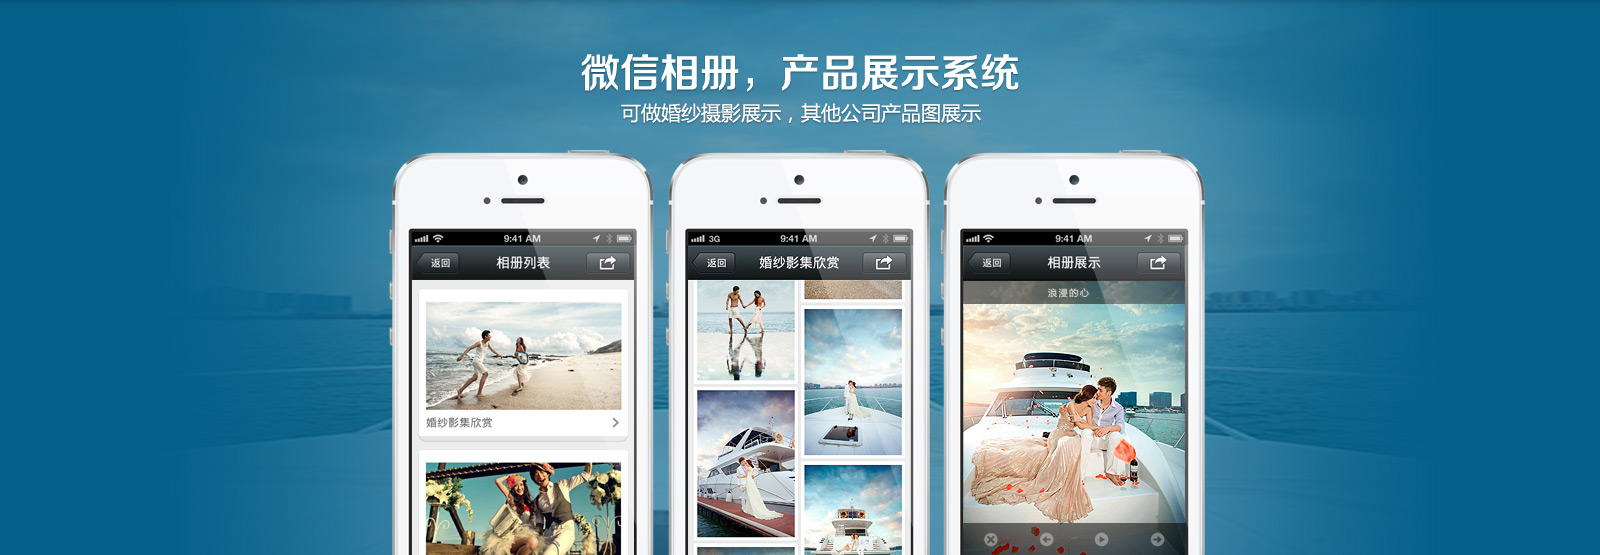 微信相册，产品展示系统
可做婚纱摄影展示，其他公司产品图展示
9:41 AM
返回
相册列表
婚纱影集欣赏
3G
9:41 AM
返回
婚纱影集欣赏
9:41 AM
返回
相册展示
浪漫的心